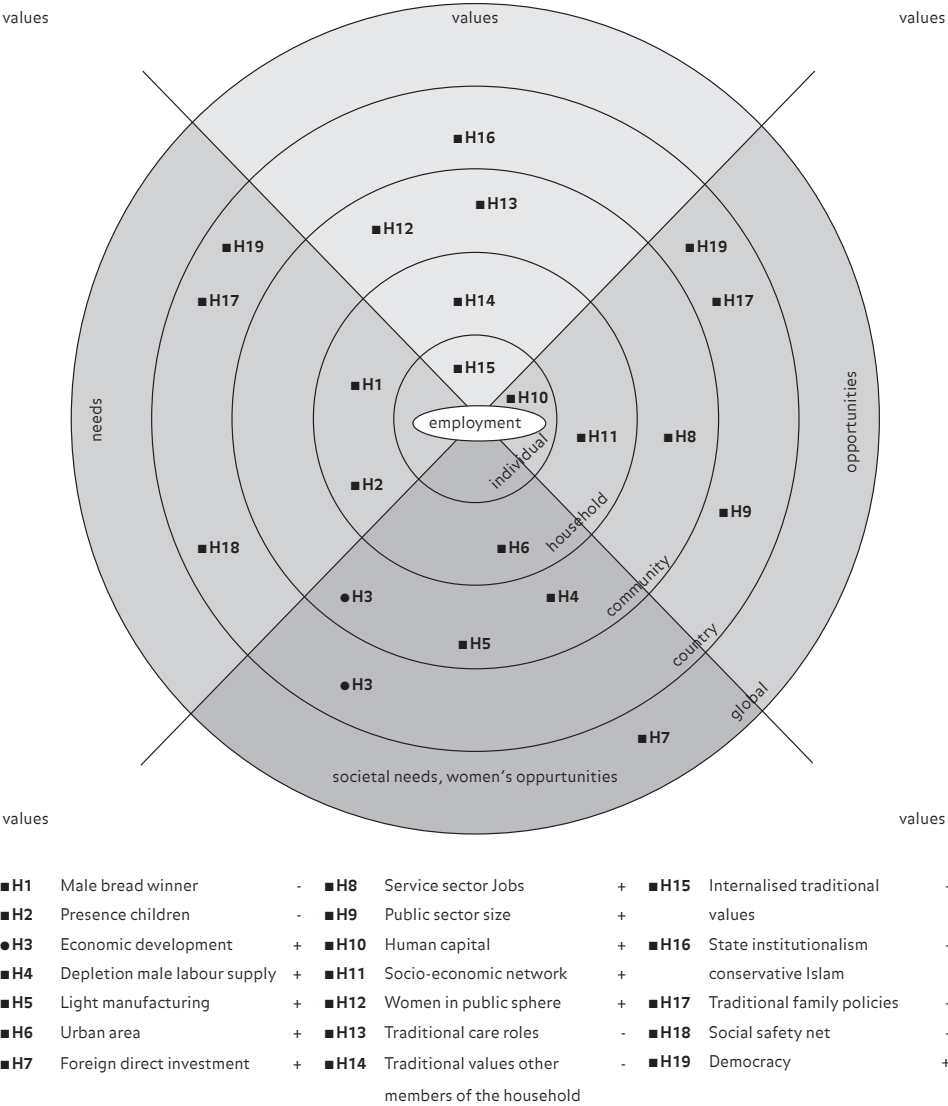 values values values
H16
H13
H12
H19 H19
H17 H17
H14
H15
H1
H10
needs employment opportunities
H11 H8
individual
H2
H9
household
H18 H6
community
H3 H4
H5
country
H3
global
H7
societal needs, women's oppurtunities
values values
H1 Male bread winner -
H2 Presence children -
H3 Economic development +
H4 Depletion male labour supply +
H5 Light manufacturing +
H6 Urban area +
H7 Foreign direct investment +
H8 Service sector Jobs +
H9 Public sector size +
H10 Human capital +
H11 Socio-economic network +
H12 Women in public sphere +
H13 Traditional care roles -
H14 Traditional values other -
members of the household
H15 Internalised traditional -
values
H16 State institutionalism -
conservative Islam
H17 Traditional family policies -
H18 Social safety net -
H19 Democracy +